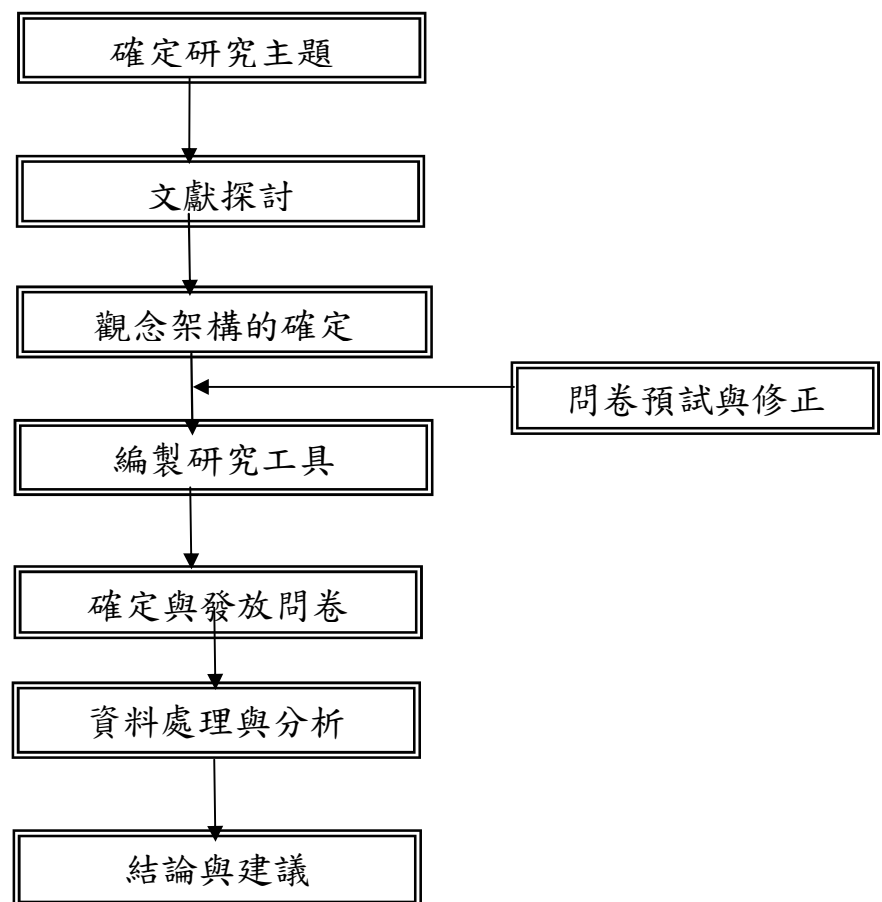 確定研究主題
文獻探討
觀念架構的確定
問卷預試與修正
編製研究工具
確定與發放問卷
資料處理與分析
結論與建議